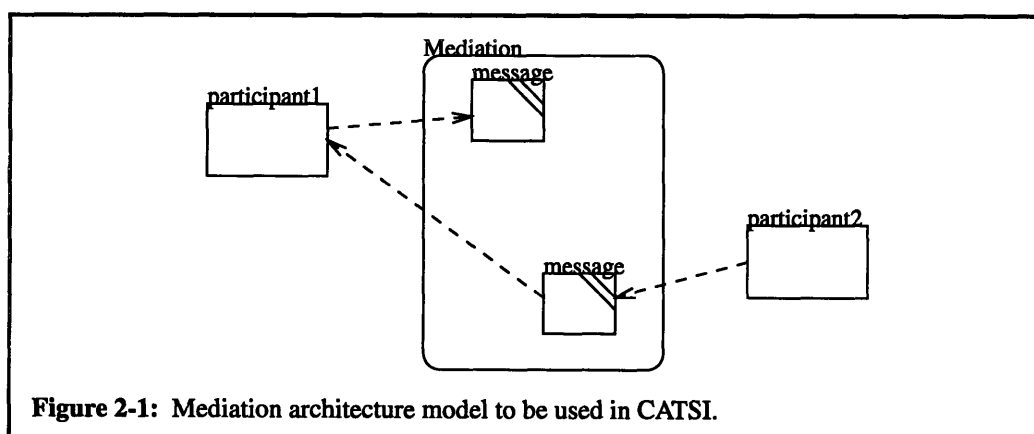 Mediation
message
participant1
participant2
message
Figure 2-1: Mediation architecture model to be used in CATSI.